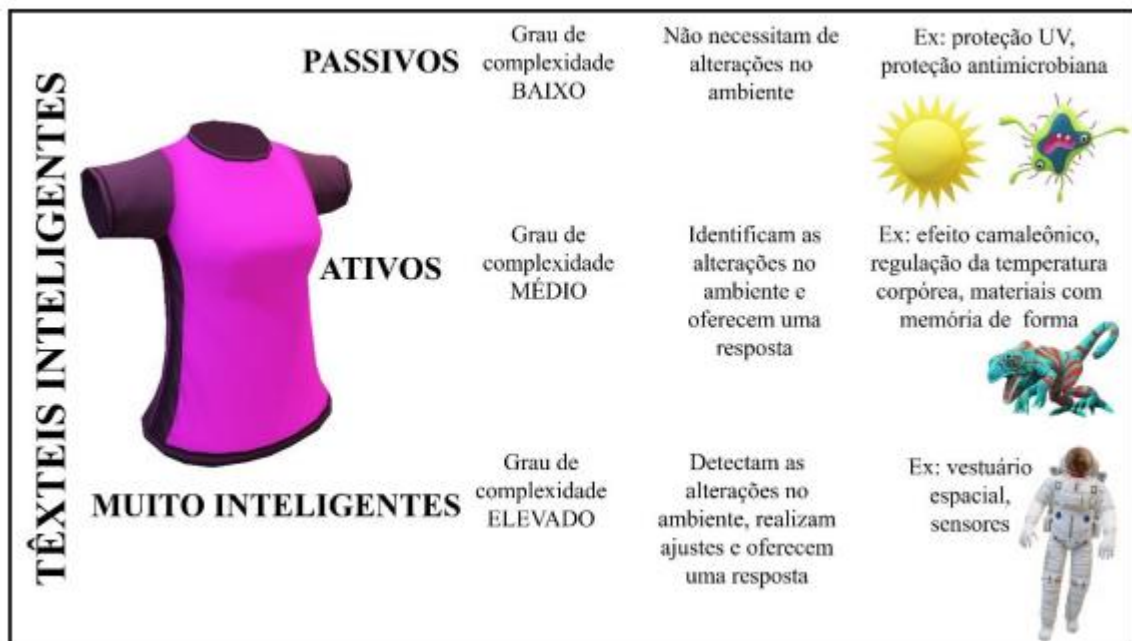 TÊXTEIS INTELIGENTES
PASSIVOS
Grau de
complexidade
BAIXO
Não necessitam de
alterações no
ambiente
Ex: proteção UV,
proteção antimicrobiana
ATIVOS
Grau de
complexidade
MÉDIO
Identificam as
alterações no
ambiente e
oferecem uma
resposta
Ex: efeito camaleônico,
regulação da temperatura
corpórea, materiais com
memória de forma
MUITO INTELIGENTES
Grau de
complexidade
ELEVADO
Detectam as
alterações no
ambiente, realizam
ajustes e oferecem
uma resposta
Ex: vestuário
espacial,
sensores